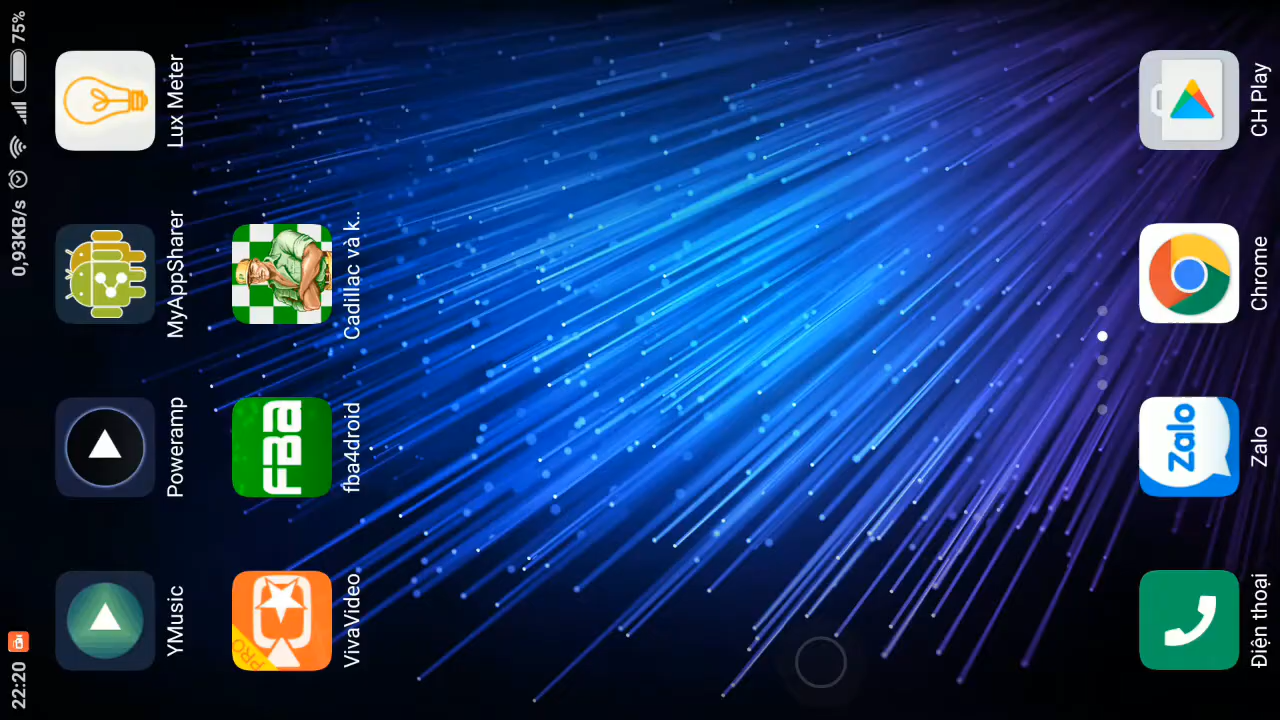 22:20
0,93KB/s
75%
YMusic
Poweramp
MyAppSharer
Lux Meter
PRO
VivaVideo
FBA
fba4droid
Cadillac và k..
Điện thoại
Zalo
Zalo
Chrome
CH Play